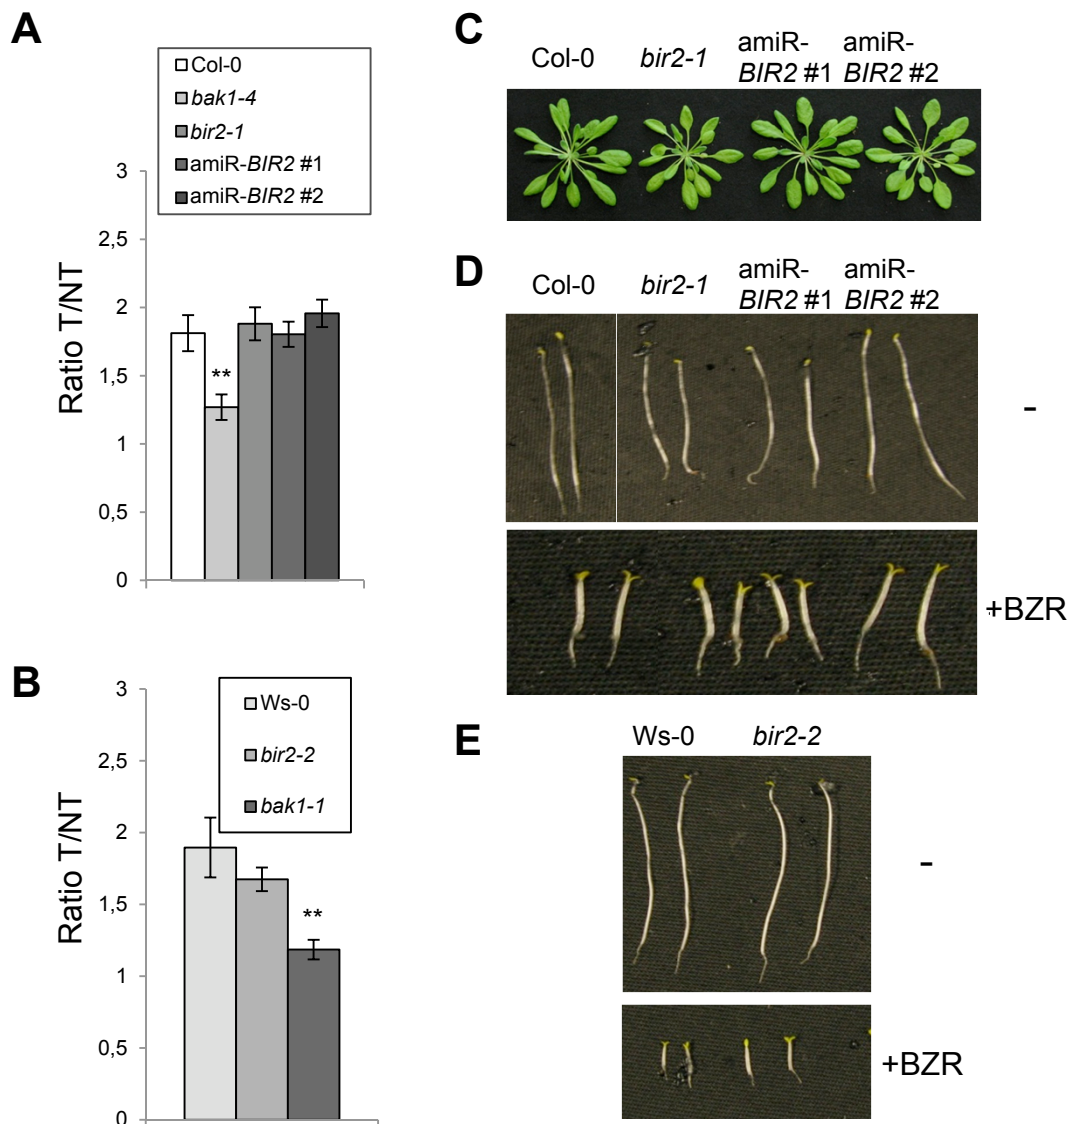 A
Col-0
bak1-4
bir2-1
amiR-BIR2 #1
amiR-BIR2 #2
3
2,5
2
1,5
1
0,5
0
Ratio T/NT
**
B
Ws-0
bir2-2
bak1-1
3
2,5
2
1,5
1
0,5
0
Ratio T/NT
**
C
Col-0 bir2-1 amiR-BIR2 #1 amiR-BIR2 #2
D
Col-0 bir2-1 amiR-BIR2 #1 amiR-BIR2 #2
-
+BZR
E
Ws-0 bir2-2
-
+BZR